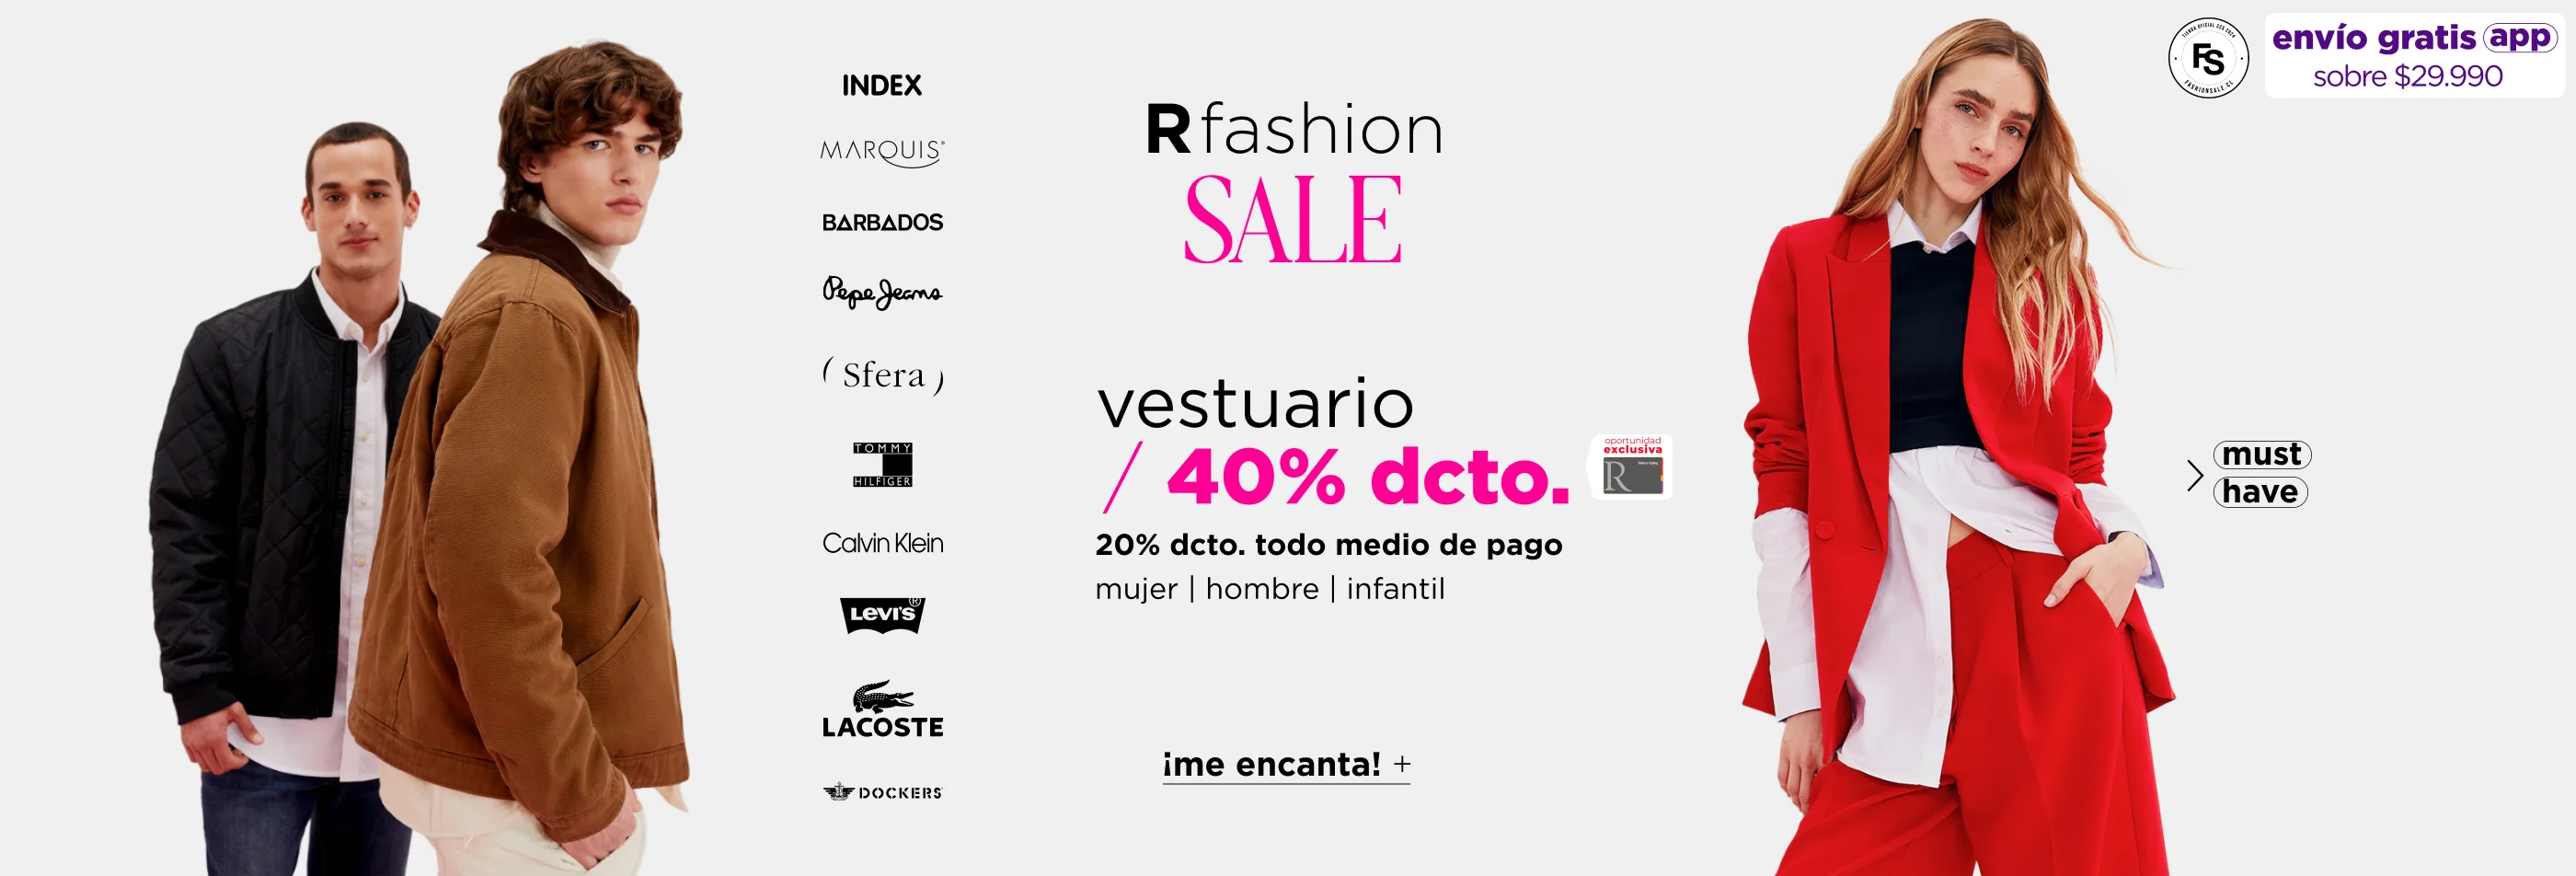 INDEX
MARQUIS®
BARBADOS
Pepe Jeans
( Sfera )
TOMMY
HILFIGER
Calvin Klein
Levi's®
LACOSTE
DOCKERS
R fashion
SALE
vestuario
/ 40% dcto.
oportunidad
exclusiva
R
20% dcto. todo medio de pago
mujer | hombre | infantil
¡me encanta! +
FS
FASHIONSALE.CL
envío gratis app
sobre $29.990
must
have